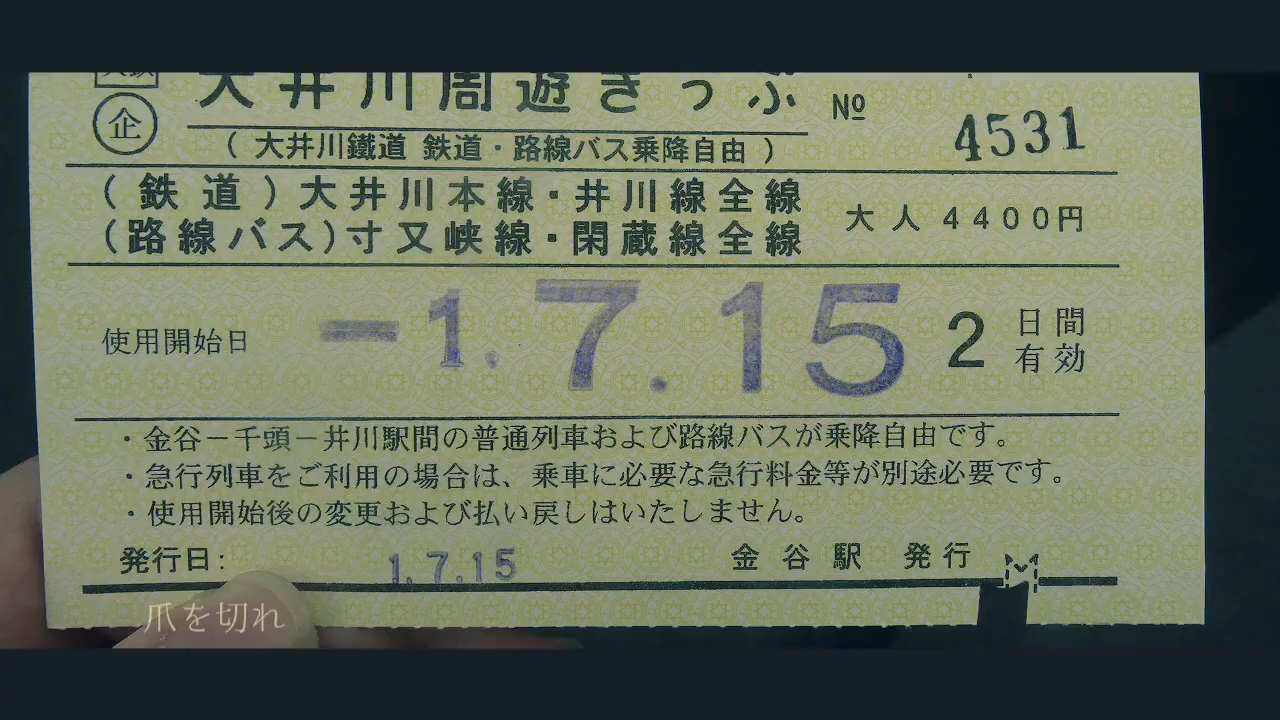 企
大井川周遊きっぷ
No 4531
( 大井川鐵道 鉄道・路線バス乗降自由 )
( 鉄 道 ) 大井川本線・井川線全線
(路線バス)寸又峡線・閑蔵線全線
大 人 4400円
使用開始日 -1.7.15 2 日間有効
・金谷-千頭-井川駅間の普通列車および路線バスが乗降自由です。
・急行列車をご利用の場合は、乗車に必要な急行料金等が別途必要です。
・使用開始後の変更および払い戻しはいたしません。
発行日: 1.7.15 金 谷 駅 発 行
爪を切れ